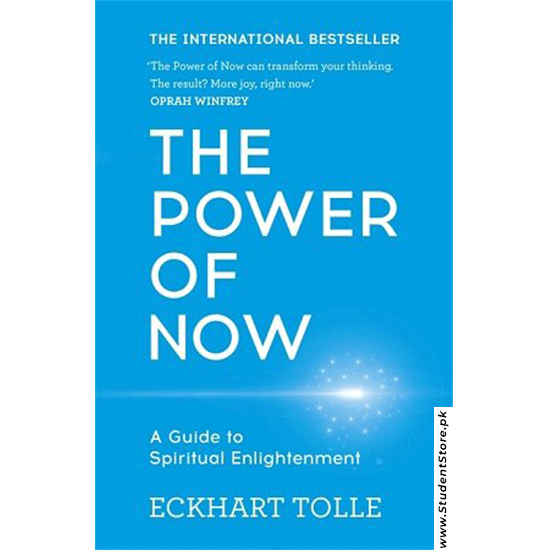 THE INTERNATIONAL BESTSELLER
‘The Power of Now can transform your thinking.
The result? More joy, right now.’
OPRAH WINFREY
THE
POWER
OF
NOW
A Guide to
Spiritual Enlightenment
ECKHART TOLLE
www.StudentStore.pk